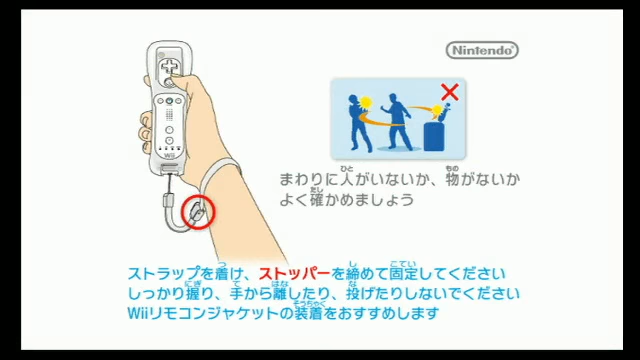 Nintendo
Wii
まわりに人がいないか、物がないか
よく確かめましょう
ストラップを着け、ストッパーを締めて固定してください
しっかり握り、手から離したり、投げたりしないでください
Wiiリモコンジャケットの装着をおすすめします